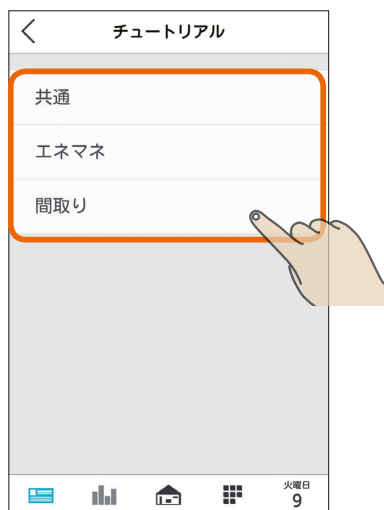 チュートリアル
共通
エネマネ
間取り
火曜日
9